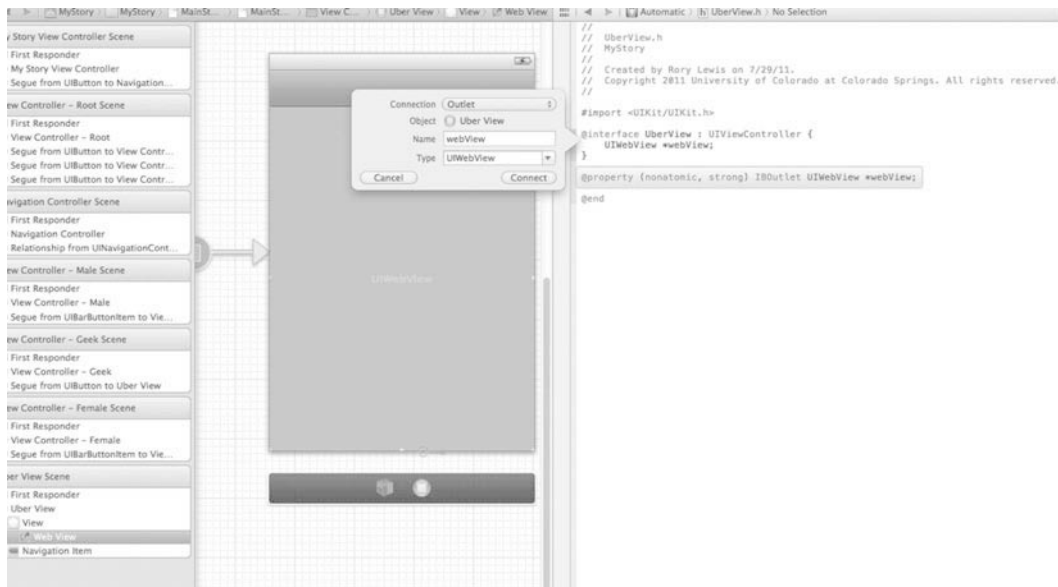 MyStory MyStory MainSt... MainSt... View C... Uber View View Web View
Automatic UberView.h No Selection
y Story View Controller Scene
First Responder
My Story View Controller
Segue from UIButton to Navigation...
ew Controller – Root Scene
First Responder
View Controller – Root
Segue from UIButton to View Contr...
Segue from UIButton to View Contr...
Segue from UIButton to View Contr...
avigation Controller Scene
First Responder
Navigation Controller
Relationship from UINavigationCont...
ew Controller – Male Scene
First Responder
View Controller – Male
Segue from UIBarButtonItem to Vie...
ew Controller – Geek Scene
First Responder
View Controller – Geek
Segue from UIButton to Uber View
ew Controller – Female Scene
First Responder
View Controller – Female
Segue from UIBarButtonItem to Vie...
ber View Scene
First Responder
Uber View
View
Web View
Navigation Item
Connection Outlet
Object Uber View
Name webView
Type UIWebView
Cancel Connect
UIWebView
//
// UberView.h
// MyStory
//
// Created by Rory Lewis on 7/29/11.
// Copyright 2011 University of Colorado at Colorado Springs. All rights reserved.
//
#import <UIKit/UIKit.h>
@interface UberView : UIViewController {
UIWebView *webView;
}
@property (nonatomic, strong) IBOutlet UIWebView *webView;
@end